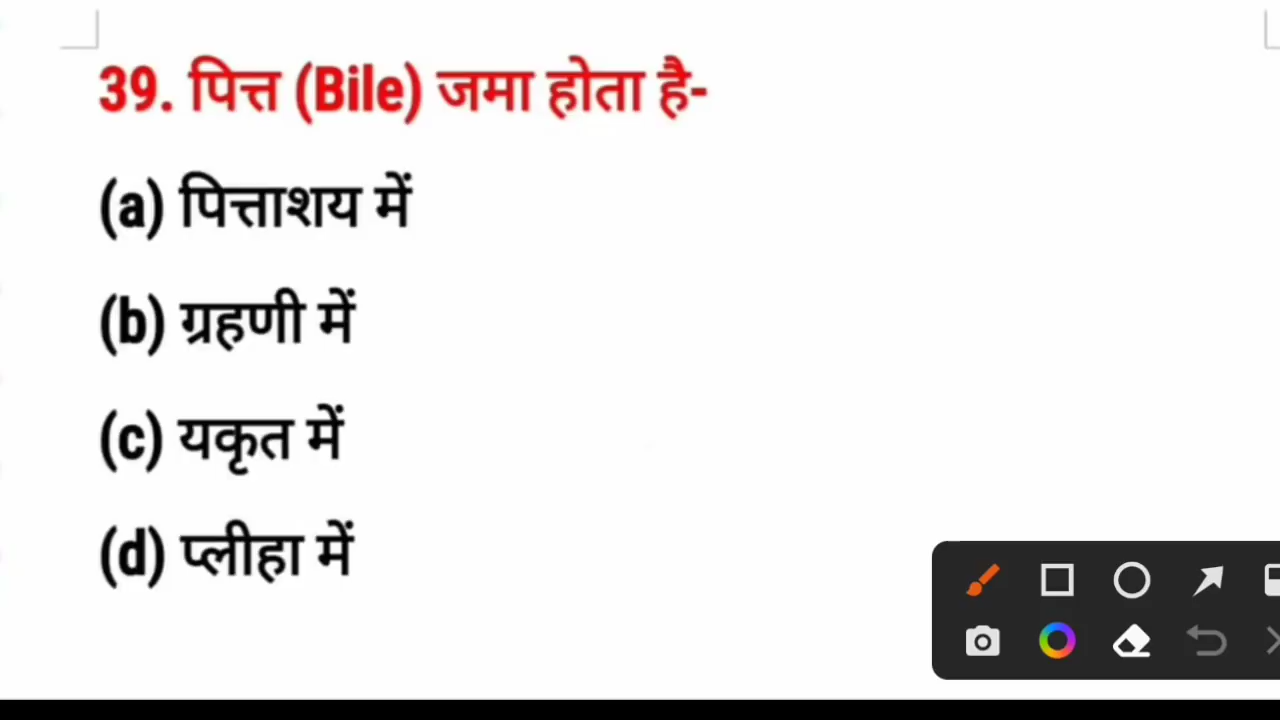 39. पित्त (Bile) जमा होता है-
(a) पित्ताशय में
(b) ग्रहणी में
(c) यकृत में
(d) प्लीहा में